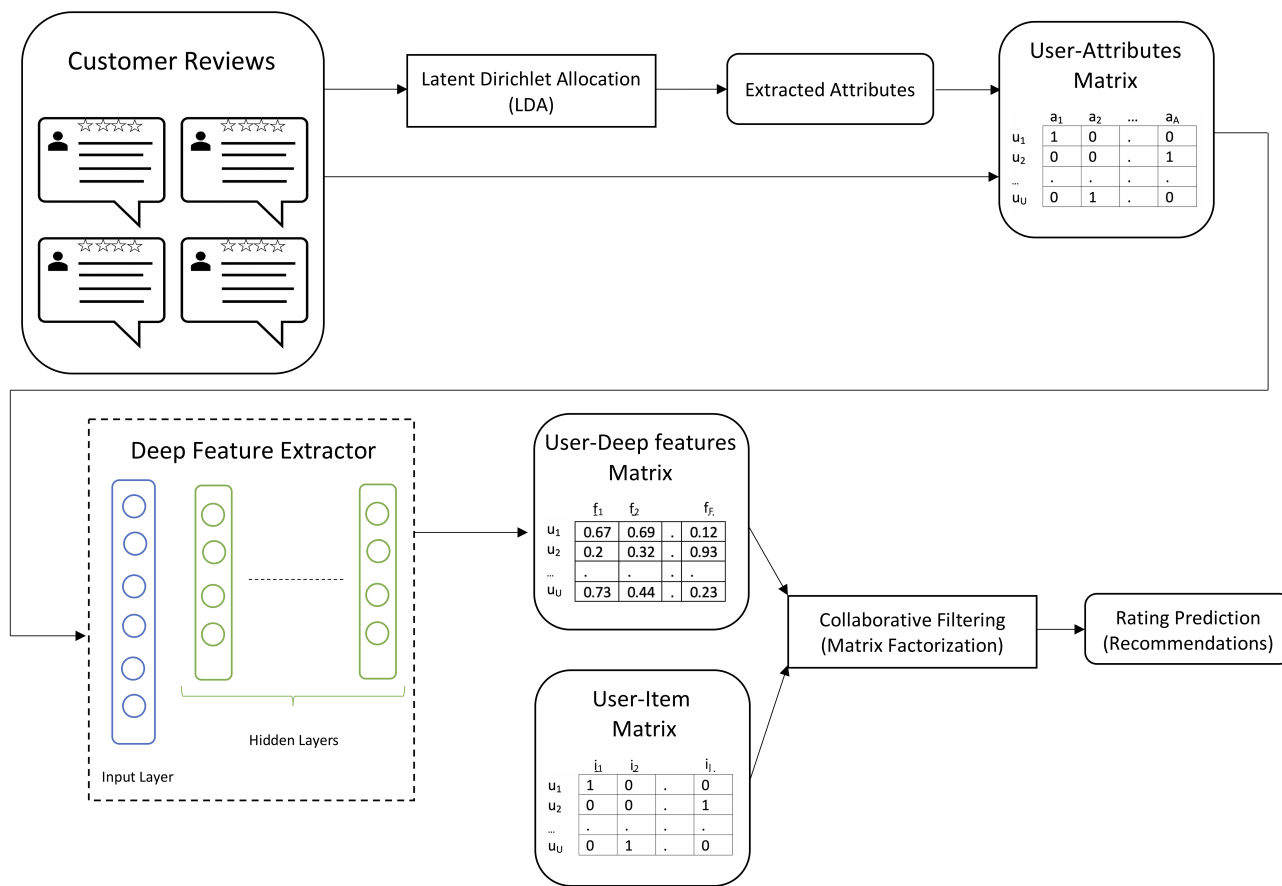 Customer Reviews
Latent Dirichlet Allocation
(LDA)
Extracted Attributes
User-Attributes
Matrix
a1 a2 ... aA
u1 1 0 . 0
u2 0 0 . 1
... . . . .
uU 0 1 . 0
Deep Feature Extractor
Input Layer
Hidden Layers
User-Deep features
Matrix
f1 f2 fF.
u1 0.67 0.69 . 0.12
u2 0.2 0.32 . 0.93
... . . . .
uU 0.73 0.44 . 0.23
User-Item
Matrix
i1 i2 iI.
u1 1 0 . 0
u2 0 0 . 1
... . . . .
uU 0 1 . 0
Collaborative Filtering
(Matrix Factorization)
Rating Prediction
(Recommendations)